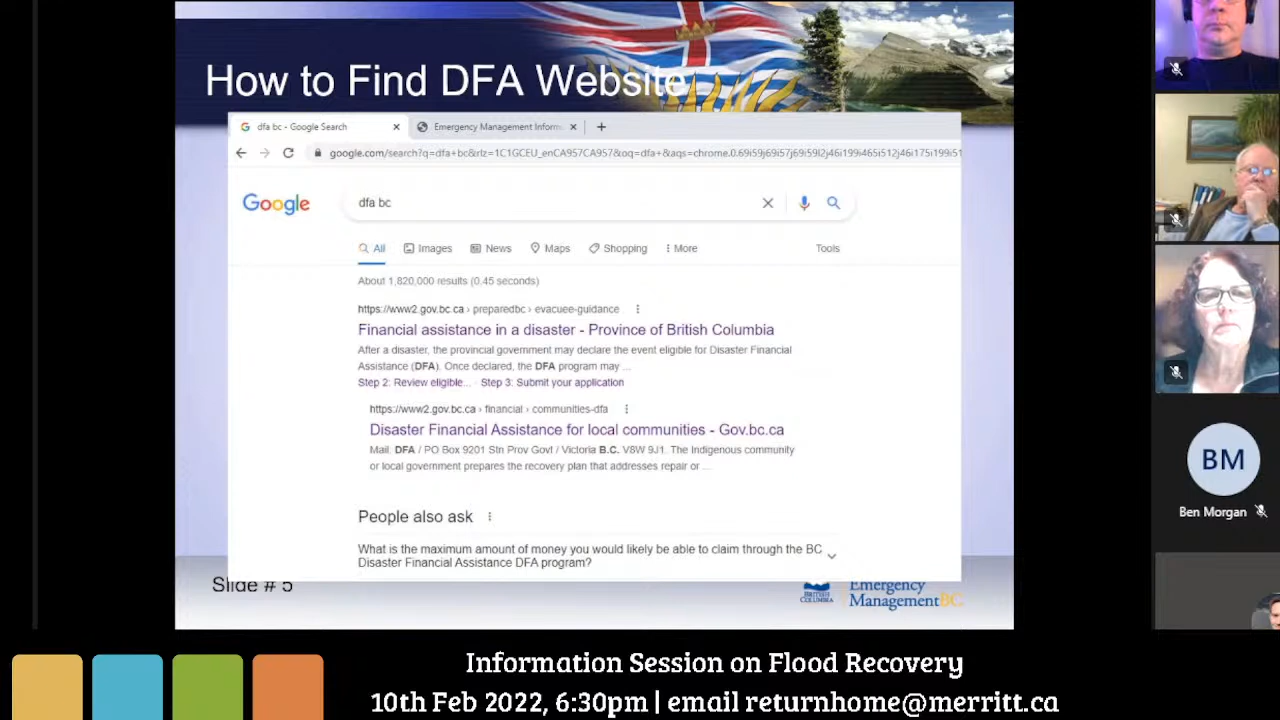 How to Find DFA Website
dfa bc - Google Search
Emergency Management Inform
google.com/search?q=dfa+bc&rlz=1C1GCEU_enCA957CA957&oq=dfa+&aqs=chrome.0.69i59j69i57j69i59l2j46i199i465i512j46i175i199i51
Google
dfa bc
All Images News Maps Shopping More Tools
About 1,820,000 results (0.45 seconds)
https://www2.gov.bc.ca › preparedbc › evacuee-guidance
Financial assistance in a disaster - Province of British Columbia
After a disaster, the provincial government may declare the event eligible for Disaster Financial
Assistance (DFA). Once declared, the DFA program may ...
Step 2: Review eligible... · Step 3: Submit your application
https://www2.gov.bc.ca › financial › communities-dfa
Disaster Financial Assistance for local communities - Gov.bc.ca
Mail. DFA / PO Box 9201 Stn Prov Govt / Victoria B.C. V8W 9J1. The Indigenous community
or local government prepares the recovery plan that addresses repair or ...
People also ask
What is the maximum amount of money you would likely be able to claim through the BC
Disaster Financial Assistance DFA program?
Slide # 5
BRITISH
COLUMBIA
Emergency
ManagementBC
BM
Ben Morgan
Information Session on Flood Recovery
10th Feb 2022, 6:30pm | email returnhome@merritt.ca